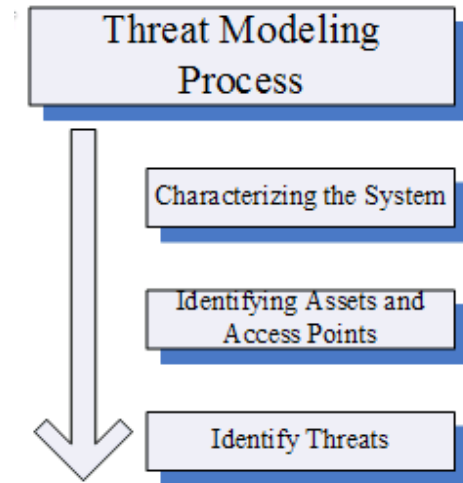 Threat Modeling
Process
Characterizing the System
Identifying Assets and
Access Points
Identify Threats